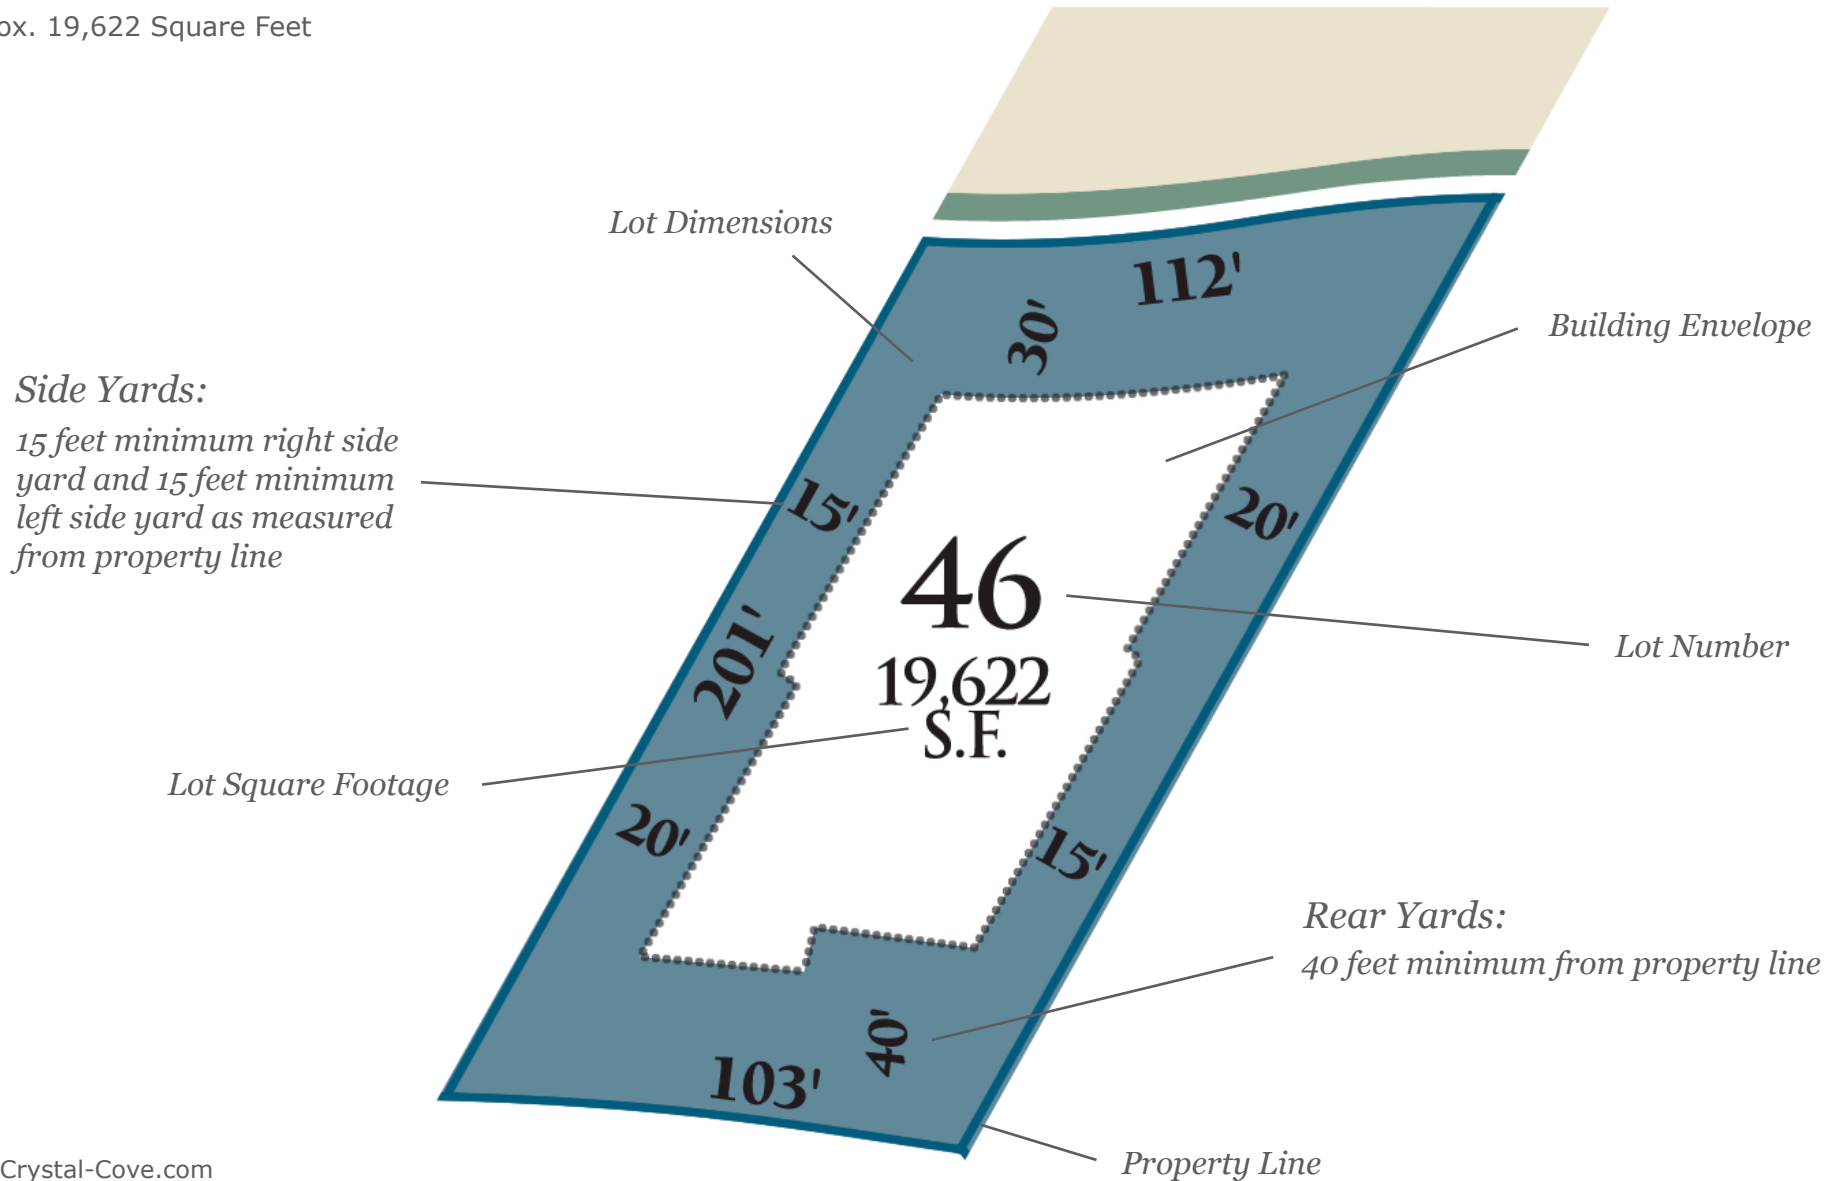 ox. 19,622 Square Feet
Lot Dimensions
112'
30'
Building Envelope
Side Yards:
15 feet minimum right side
yard and 15 feet minimum
left side yard as measured
from property line
15'
20'
46
19,622
S.F.
201'
Lot Number
Lot Square Footage
20'
15'
Rear Yards:
40 feet minimum from property line
40'
103'
Property Line
Crystal-Cove.com